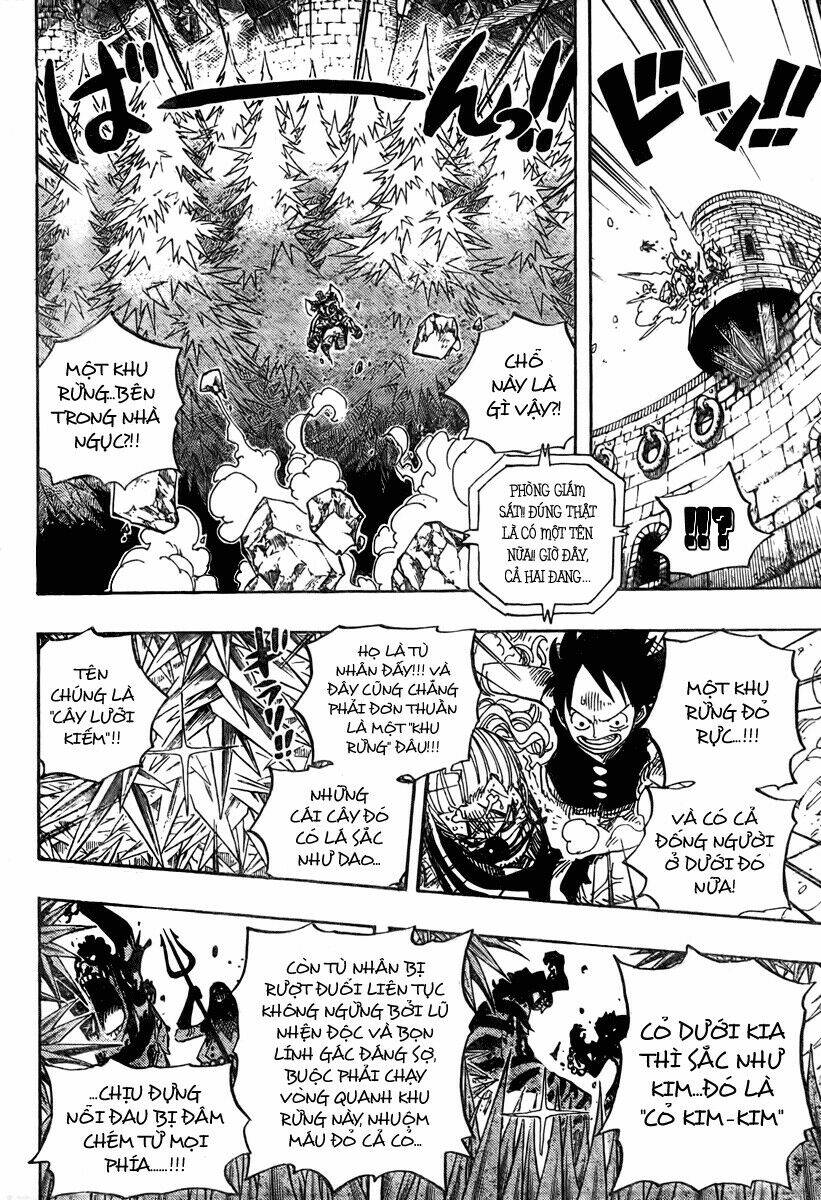 ドン!!
!!?
ばーんっ!!
CHỖ
NÀY LÀ
GÌ VẬY?!
MỘT KHU
RỪNG..BÊN
TRONG NHÀ
NGỤC?!!
PHÒNG GIÁM
SÁT!! ĐÚNG THẬT
LÀ CÓ MỘT TÊN
NỮA!! GIỜ ĐÂY,
CẢ HAI ĐANG...
MỘT KHU
RỪNG ĐỎ
RỰC...!!!
VÀ CÓ CẢ
ĐỐNG NGƯỜI
Ở DƯỚI ĐÓ
NỮA!
HỌ LÀ TÙ
NHÂN ĐẤY!!! VÀ
ĐÂY CŨNG CHẲNG
PHẢI ĐƠN THUẦN
LÀ MỘT "KHU
RỪNG" ĐÂU!!!
NHỮNG
CÁI CÂY ĐÓ
CÓ LÁ SẮC
NHƯ DAO...
ギラッ!!
TÊN
CHÚNG LÀ
"CÂY LƯỠI
KIẾM"!!
CỎ DƯỚI KIA
THÌ SẮC NHƯ
KIM...ĐÓ LÀ
"CỎ KIM-KIM"
CÒN TÙ NHÂN BỊ
RƯỢT ĐUỔI LIÊN TỤC
KHÔNG NGỪNG BỞI LŨ
NHỆN ĐỘC VÀ BỌN
LÍNH GÁC ĐÁNG SỢ,
BUỘC PHẢI CHẠY
VÒNG QUANH KHU
RỪNG NÀY, NHUỘM
MÁU ĐỎ CẢ CỎ...
...CHỊU ĐỰNG
NỖI ĐAU BỊ ĐÂM
CHÉM TỪ MỌI
PHÍA......!!!